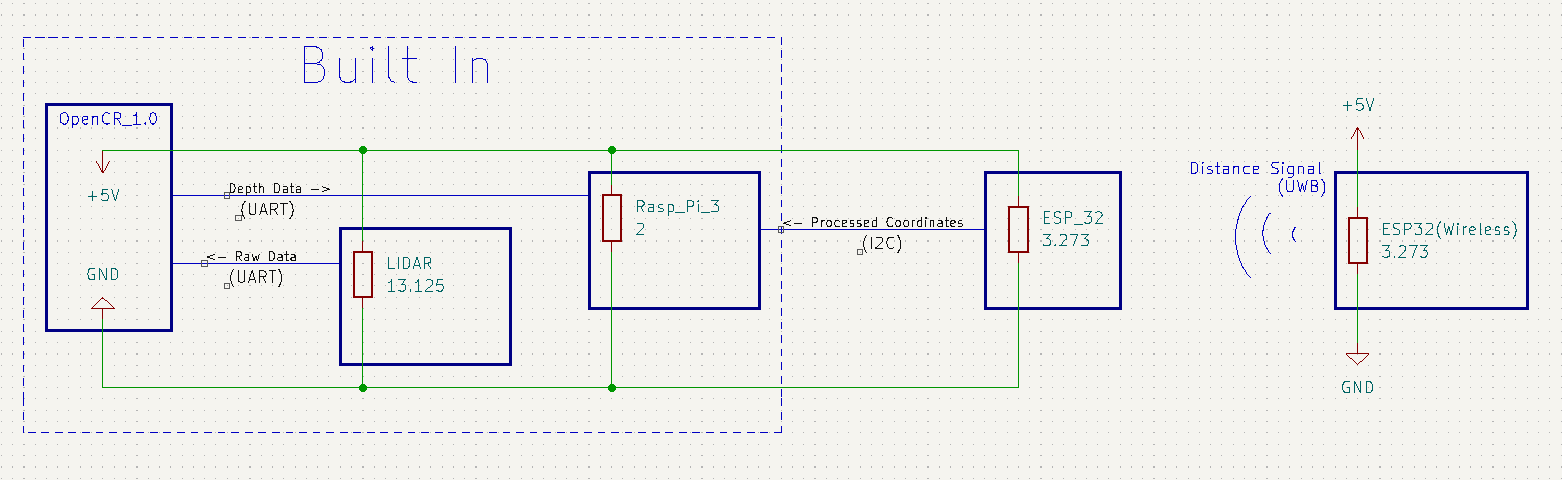 Built In
OpenCR_1.0
+5V
GND
Depth Data ->
(UART)
<- Raw Data
(UART)
LIDAR
13.125
Rasp_Pi_3
2
<- Processed Coordinates
(I2C)
ESP_32
3.273
Distance Signal
(UWB)
+5V
ESP32(Wireless)
3.273
GND